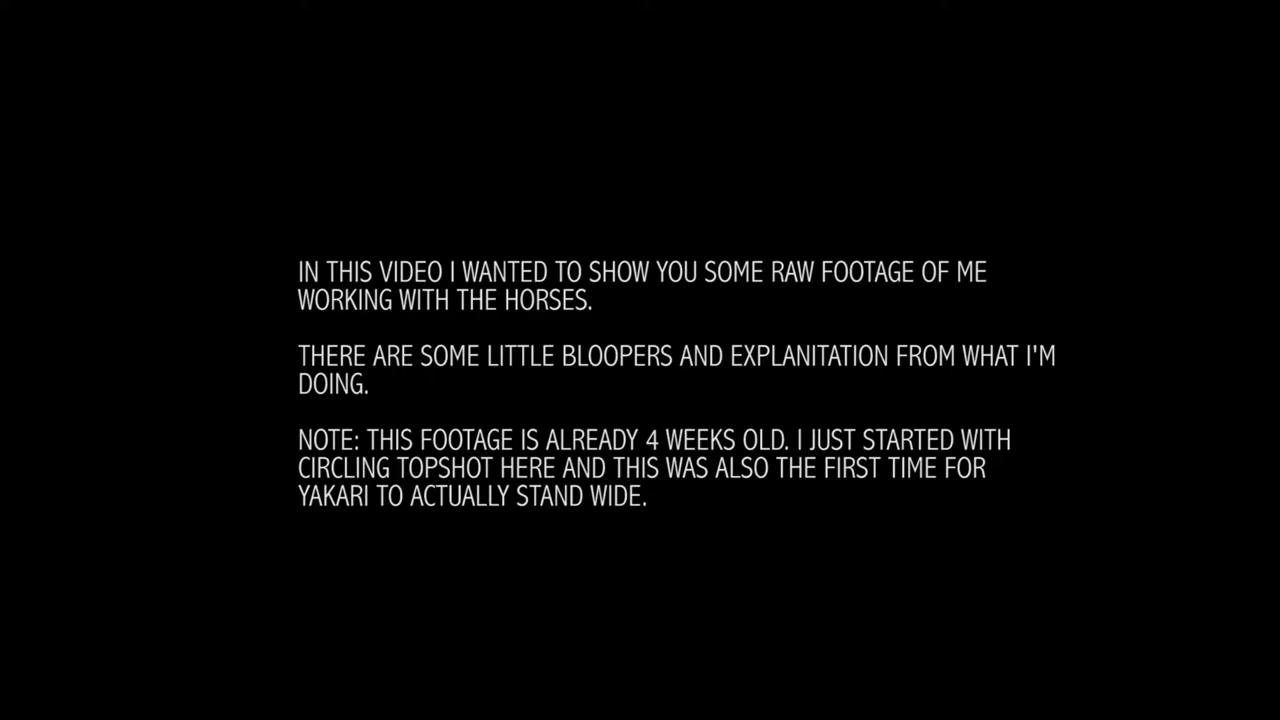 IN THIS VIDEO I WANTED TO SHOW YOU SOME RAW FOOTAGE OF ME
WORKING WITH THE HORSES.
THERE ARE SOME LITTLE BLOOPERS AND EXPLANITATION FROM WHAT I'M
DOING.
NOTE: THIS FOOTAGE IS ALREADY 4 WEEKS OLD. I JUST STARTED WITH
CIRCLING TOPSHOT HERE AND THIS WAS ALSO THE FIRST TIME FOR
YAKARI TO ACTUALLY STAND WIDE.